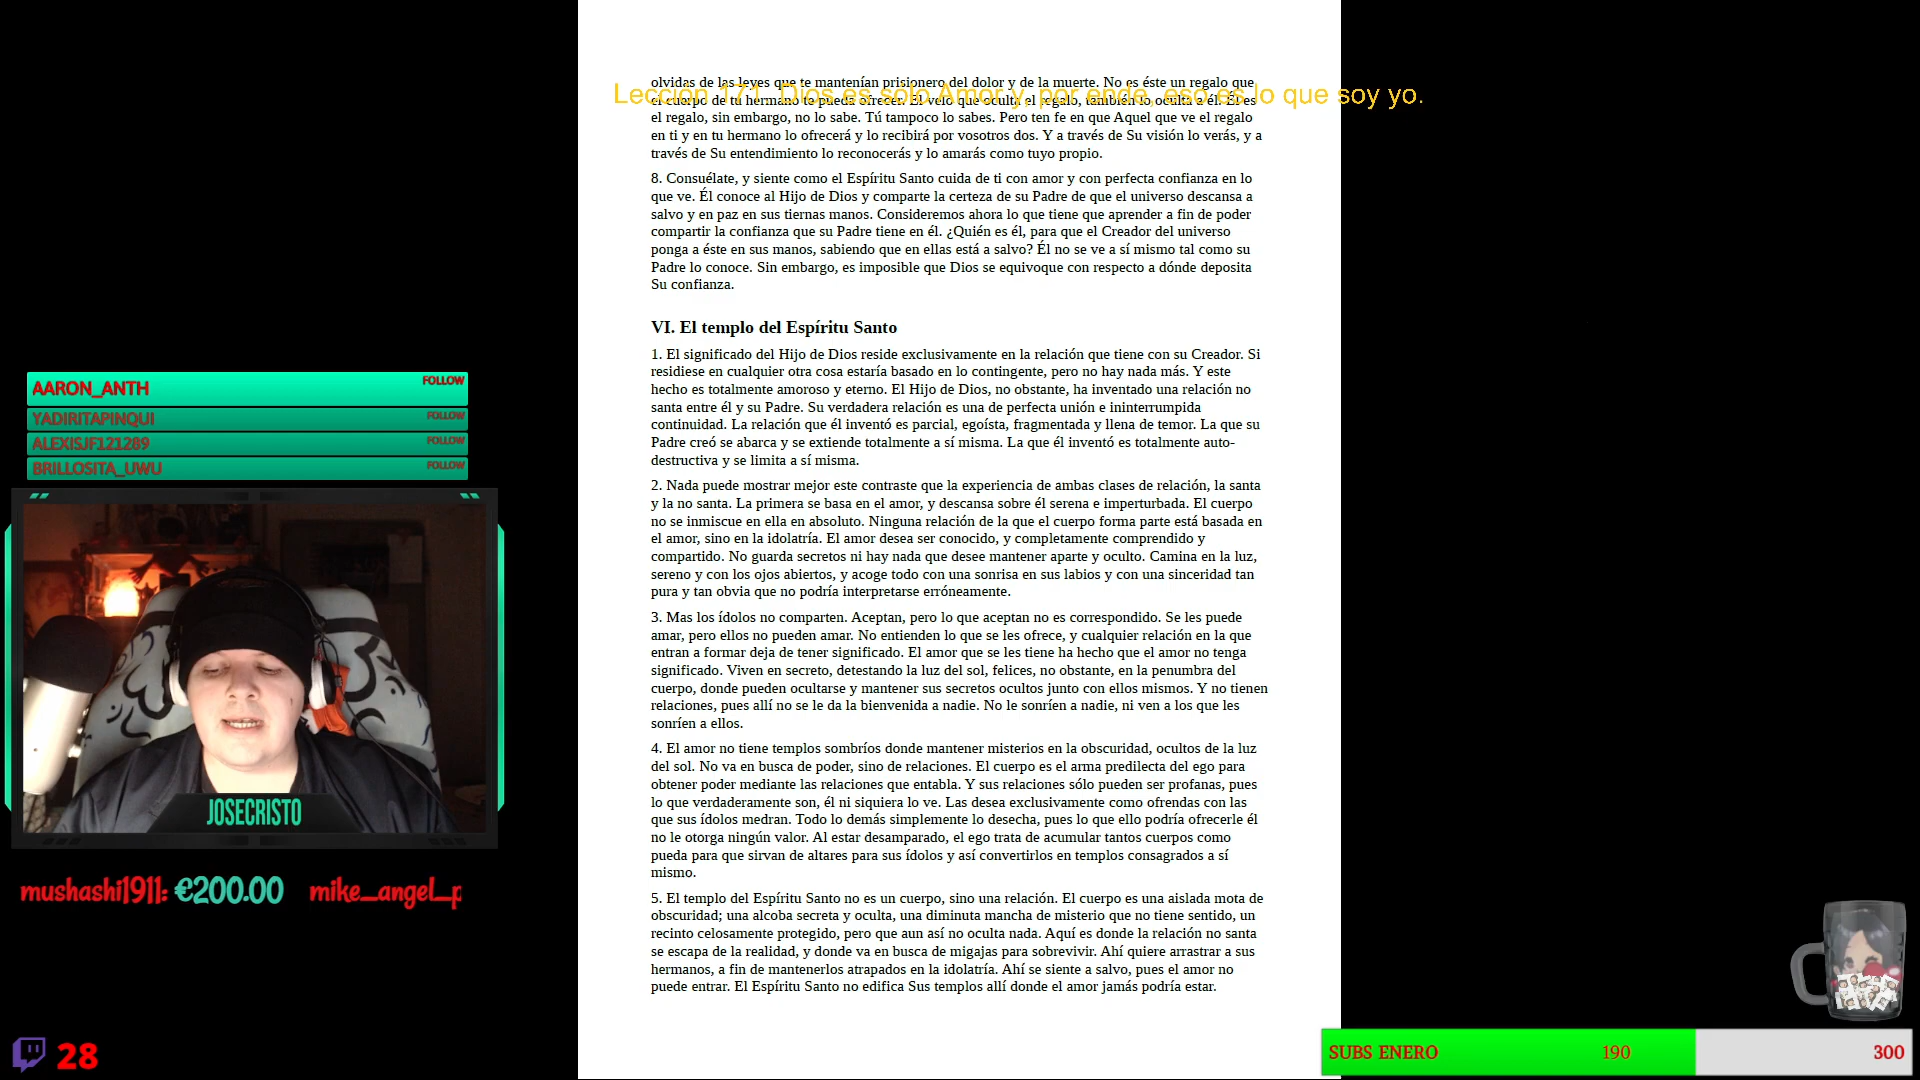 Lección 171. Dios es sólo Amor y, por ende, eso es lo que soy yo.
olvidas de las leyes que te mantenían prisionero del dolor y de la muerte. No es éste un regalo que
el cuerpo de tu hermano te pueda ofrecer. El velo que oculta el regalo, también lo oculta a él. Él es
el regalo, sin embargo, no lo sabe. Tú tampoco lo sabes. Pero ten fe en que Aquel que ve el regalo
en ti y en tu hermano lo ofrecerá y lo recibirá por vosotros dos. Y a través de Su visión lo verás, y a
través de Su entendimiento lo reconocerás y lo amarás como tuyo propio.
8. Consuélate, y siente como el Espíritu Santo cuida de ti con amor y con perfecta confianza en lo
que ve. Él conoce al Hijo de Dios y comparte la certeza de su Padre de que el universo descansa a
salvo y en paz en sus tiernas manos. Consideremos ahora lo que tiene que aprender a fin de poder
compartir la confianza que su Padre tiene en él. ¿Quién es él, para que el Creador del universo
ponga a éste en sus manos, sabiendo que en ellas está a salvo? Él no se ve a sí mismo tal como su
Padre lo conoce. Sin embargo, es imposible que Dios se equivoque con respecto a dónde deposita
Su confianza.
VI. El templo del Espíritu Santo
1. El significado del Hijo de Dios reside exclusivamente en la relación que tiene con su Creador. Si
residiese en cualquier otra cosa estaría basado en lo contingente, pero no hay nada más. Y este
hecho es totalmente amoroso y eterno. El Hijo de Dios, no obstante, ha inventado una relación no
santa entre él y su Padre. Su verdadera relación es una de perfecta unión e ininterrumpida
continuidad. La relación que él inventó es parcial, egoísta, fragmentada y llena de temor. La que su
Padre creó se abarca y se extiende totalmente a sí misma. La que él inventó es totalmente auto-
destructiva y se limita a sí misma.
2. Nada puede mostrar mejor este contraste que la experiencia de ambas clases de relación, la santa
y la no santa. La primera se basa en el amor, y descansa sobre él serena e imperturbada. El cuerpo
no se inmiscue en ella en absoluto. Ninguna relación de la que el cuerpo forma parte está basada en
el amor, sino en la idolatría. El amor desea ser conocido, y completamente comprendido y
compartido. No guarda secretos ni hay nada que desee mantener aparte y oculto. Camina en la luz,
sereno y con los ojos abiertos, y acoge todo con una sonrisa en sus labios y con una sinceridad tan
pura y tan obvia que no podría interpretarse erróneamente.
3. Mas los ídolos no comparten. Aceptan, pero lo que aceptan no es correspondido. Se les puede
amar, pero ellos no pueden amar. No entienden lo que se les ofrece, y cualquier relación en la que
entran a formar deja de tener significado. El amor que se les tiene ha hecho que el amor no tenga
significado. Viven en secreto, detestando la luz del sol, felices, no obstante, en la penumbra del
cuerpo, donde pueden ocultarse y mantener sus secretos ocultos junto con ellos mismos. Y no tienen
relaciones, pues allí no se le da la bienvenida a nadie. No le sonríen a nadie, ni ven a los que les
sonríen a ellos.
4. El amor no tiene templos sombríos donde mantener misterios en la obscuridad, ocultos de la luz
del sol. No va en busca de poder, sino de relaciones. El cuerpo es el arma predilecta del ego para
obtener poder mediante las relaciones que entabla. Y sus relaciones sólo pueden ser profanas, pues
lo que verdaderamente son, él ni siquiera lo ve. Las desea exclusivamente como ofrendas con las
que sus ídolos medran. Todo lo demás simplemente lo desecha, pues lo que ello podría ofrecerle él
no le otorga ningún valor. Al estar desamparado, el ego trata de acumular tantos cuerpos como
pueda para que sirvan de altares para sus ídolos y así convertirlos en templos consagrados a sí
mismo.
5. El templo del Espíritu Santo no es un cuerpo, sino una relación. El cuerpo es una aislada mota de
obscuridad; una alcoba secreta y oculta, una diminuta mancha de misterio que no tiene sentido, un
recinto celosamente protegido, pero que aun así no oculta nada. Aquí es donde la relación no santa
se escapa de la realidad, y donde va en busca de migajas para sobrevivir. Ahí quiere arrastrar a sus
hermanos, a fin de mantenerlos atrapados en la idolatría. Ahí se siente a salvo, pues el amor no
puede entrar. El Espíritu Santo no edifica Sus templos allí donde el amor jamás podría estar.
AARON_ANTH FOLLOW
YADIRITAPINQUI FOLLOW
ALEXISJF121289 FOLLOW
BRILLOSITA_UWU FOLLOW
JOSECRISTO
mushashi1911: €200.00 mike_angel_p
28
SUBS ENERO 190 300